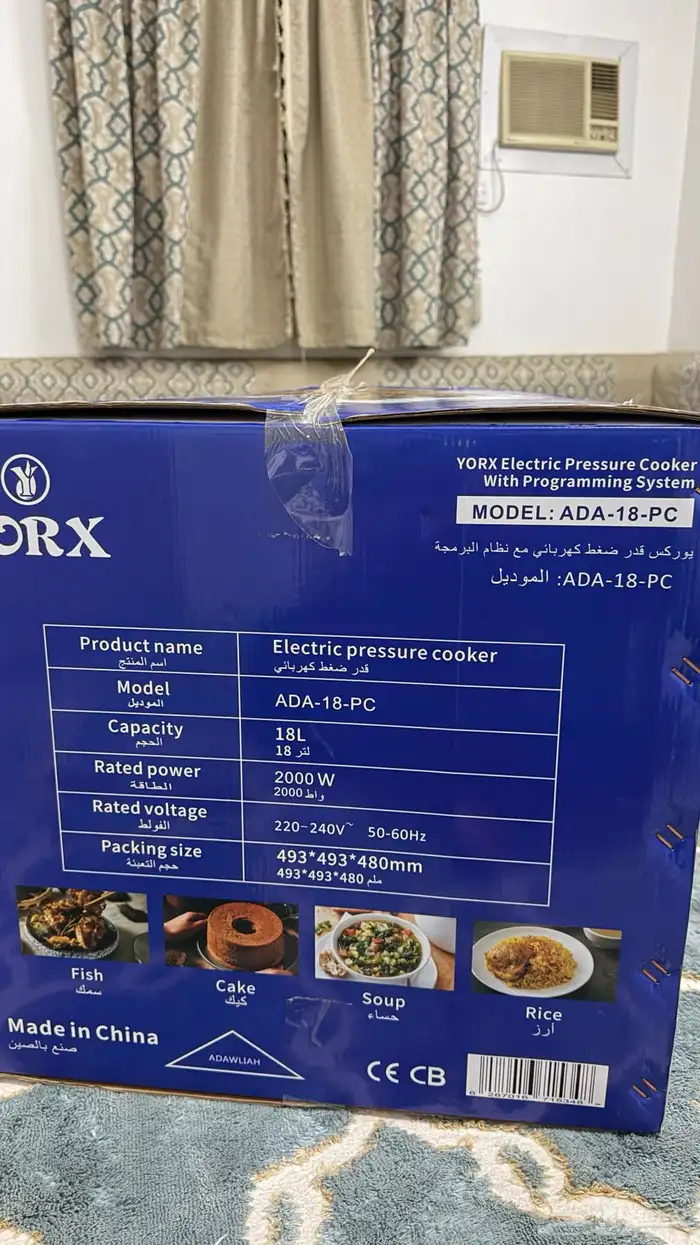 ORX
YORX Electric Pressure Cooker
With Programming System
MODEL: ADA-18-PC
يوركس قدر ضغط كهربائي مع نظام البرمجة
الموديل: ADA-18-PC
Product name
اسم المنتج
Electric pressure cooker
قدر ضغط كهربائي
Model
الموديل
ADA-18-PC
Capacity
الحجم
18L
18 لتر
Rated power
الطاقة
2000 W
2000 واط
Rated voltage
الفولط
220-240V~ 50-60Hz
Packing size
حجم التعبئة
493*493*480mm
493*493*480 ملم
Fish
سمك
Cake
كيك
Soup
حساء
Rice
أرز
Made in China
صنع بالصين
ADAWLIAH
CE CB